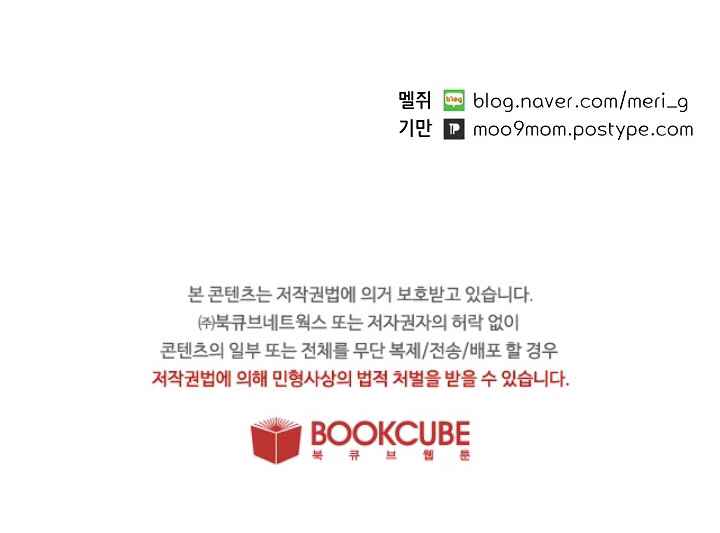 멜쥐 blog blog.naver.com/meri_g
기만 P moo9mom.postype.com
본 콘텐츠는 저작권법에 의거 보호받고 있습니다.
㈜북큐브네트웍스 또는 저자권자의 허락 없이
콘텐츠의 일부 또는 전체를 무단 복제/전송/배포 할 경우
저작권법에 의해 민형사상의 법적 처벌을 받을 수 있습니다.
BOOKCUBE
북큐브웹툰